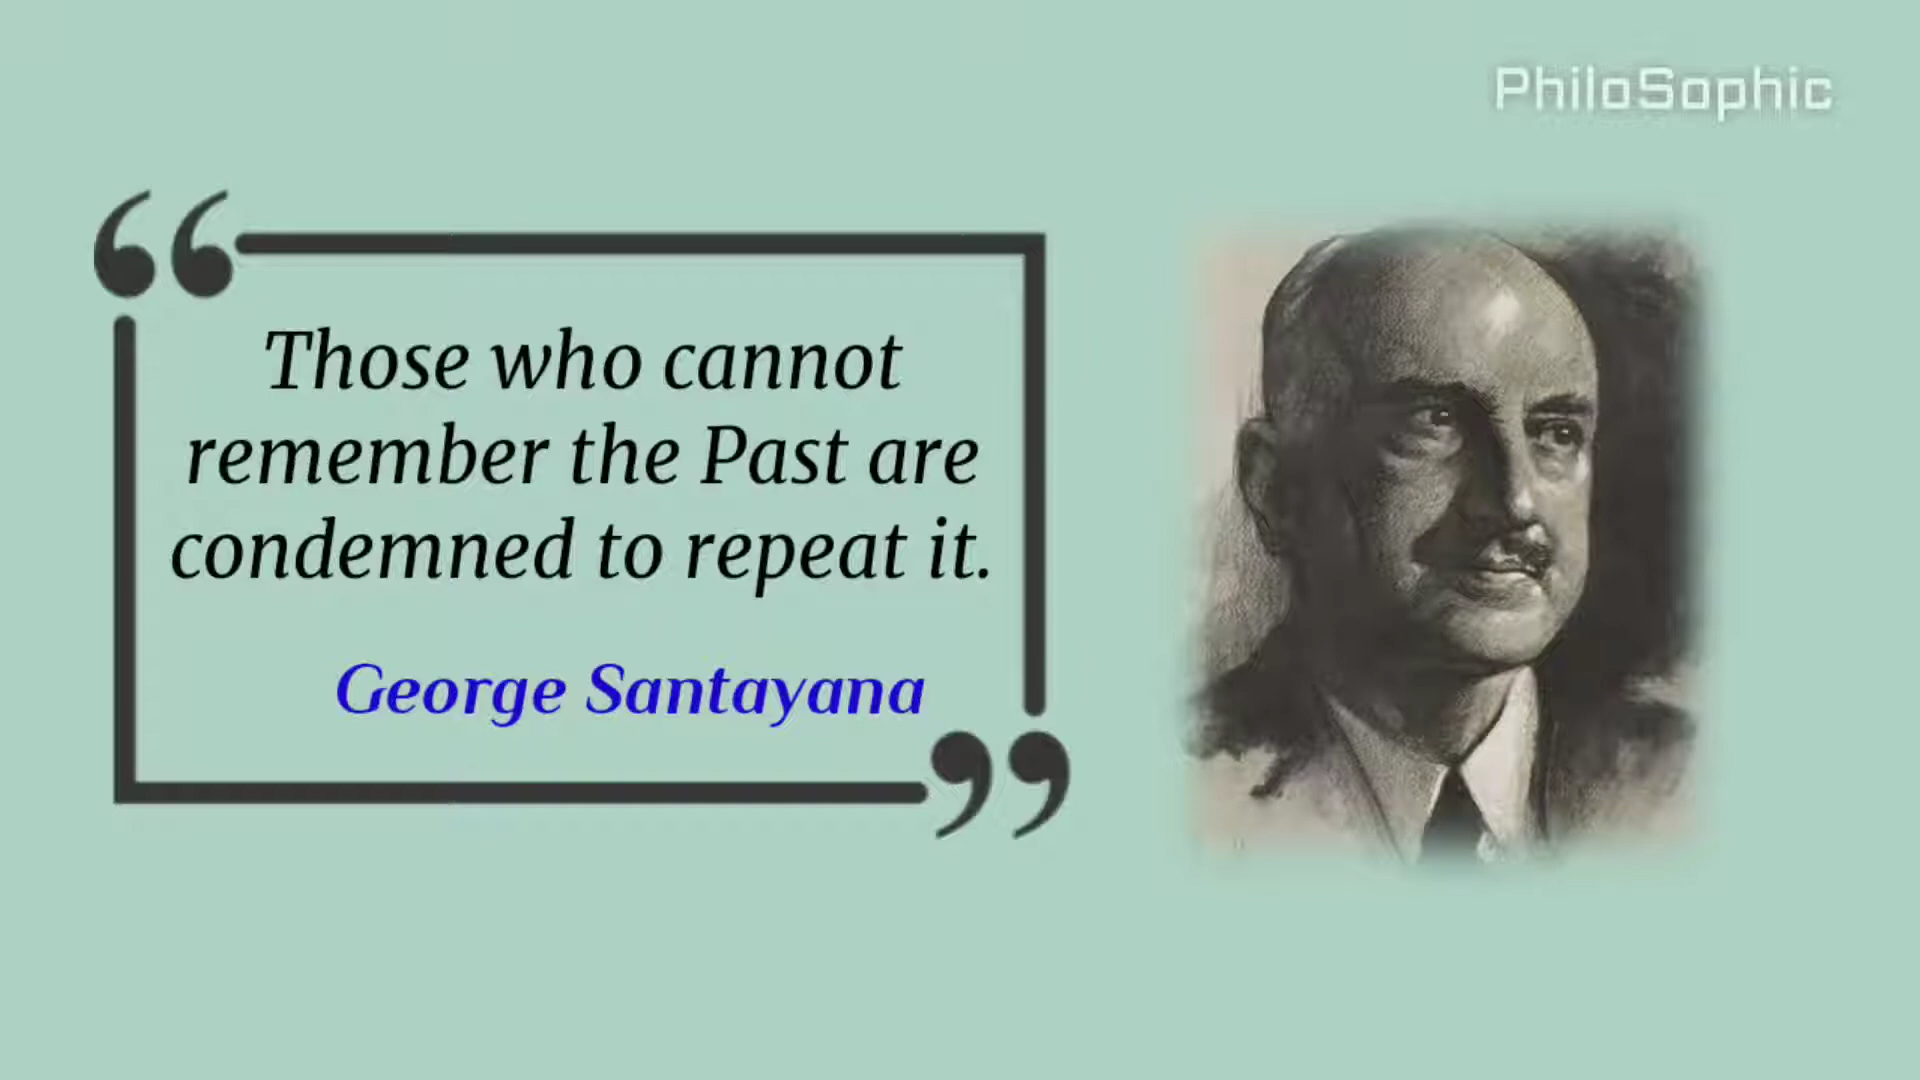 PhiloSophic
Those who cannot
remember the Past are
condemned to repeat it.
George Santayana